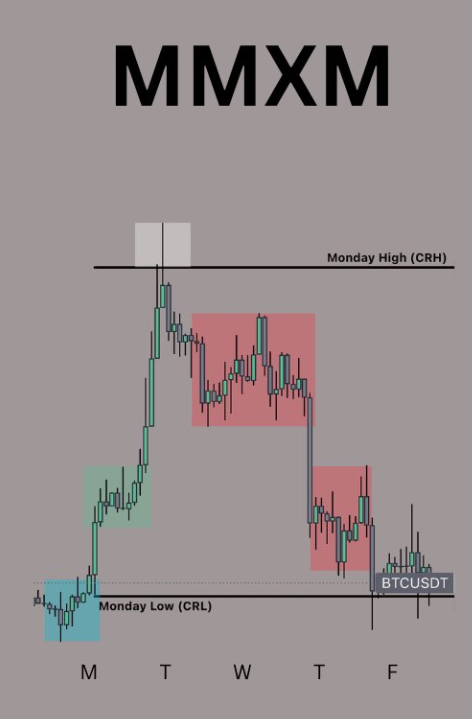 MMXM
Monday High (CRH)
BTCUSDT
Monday Low (CRL)
M T W T F